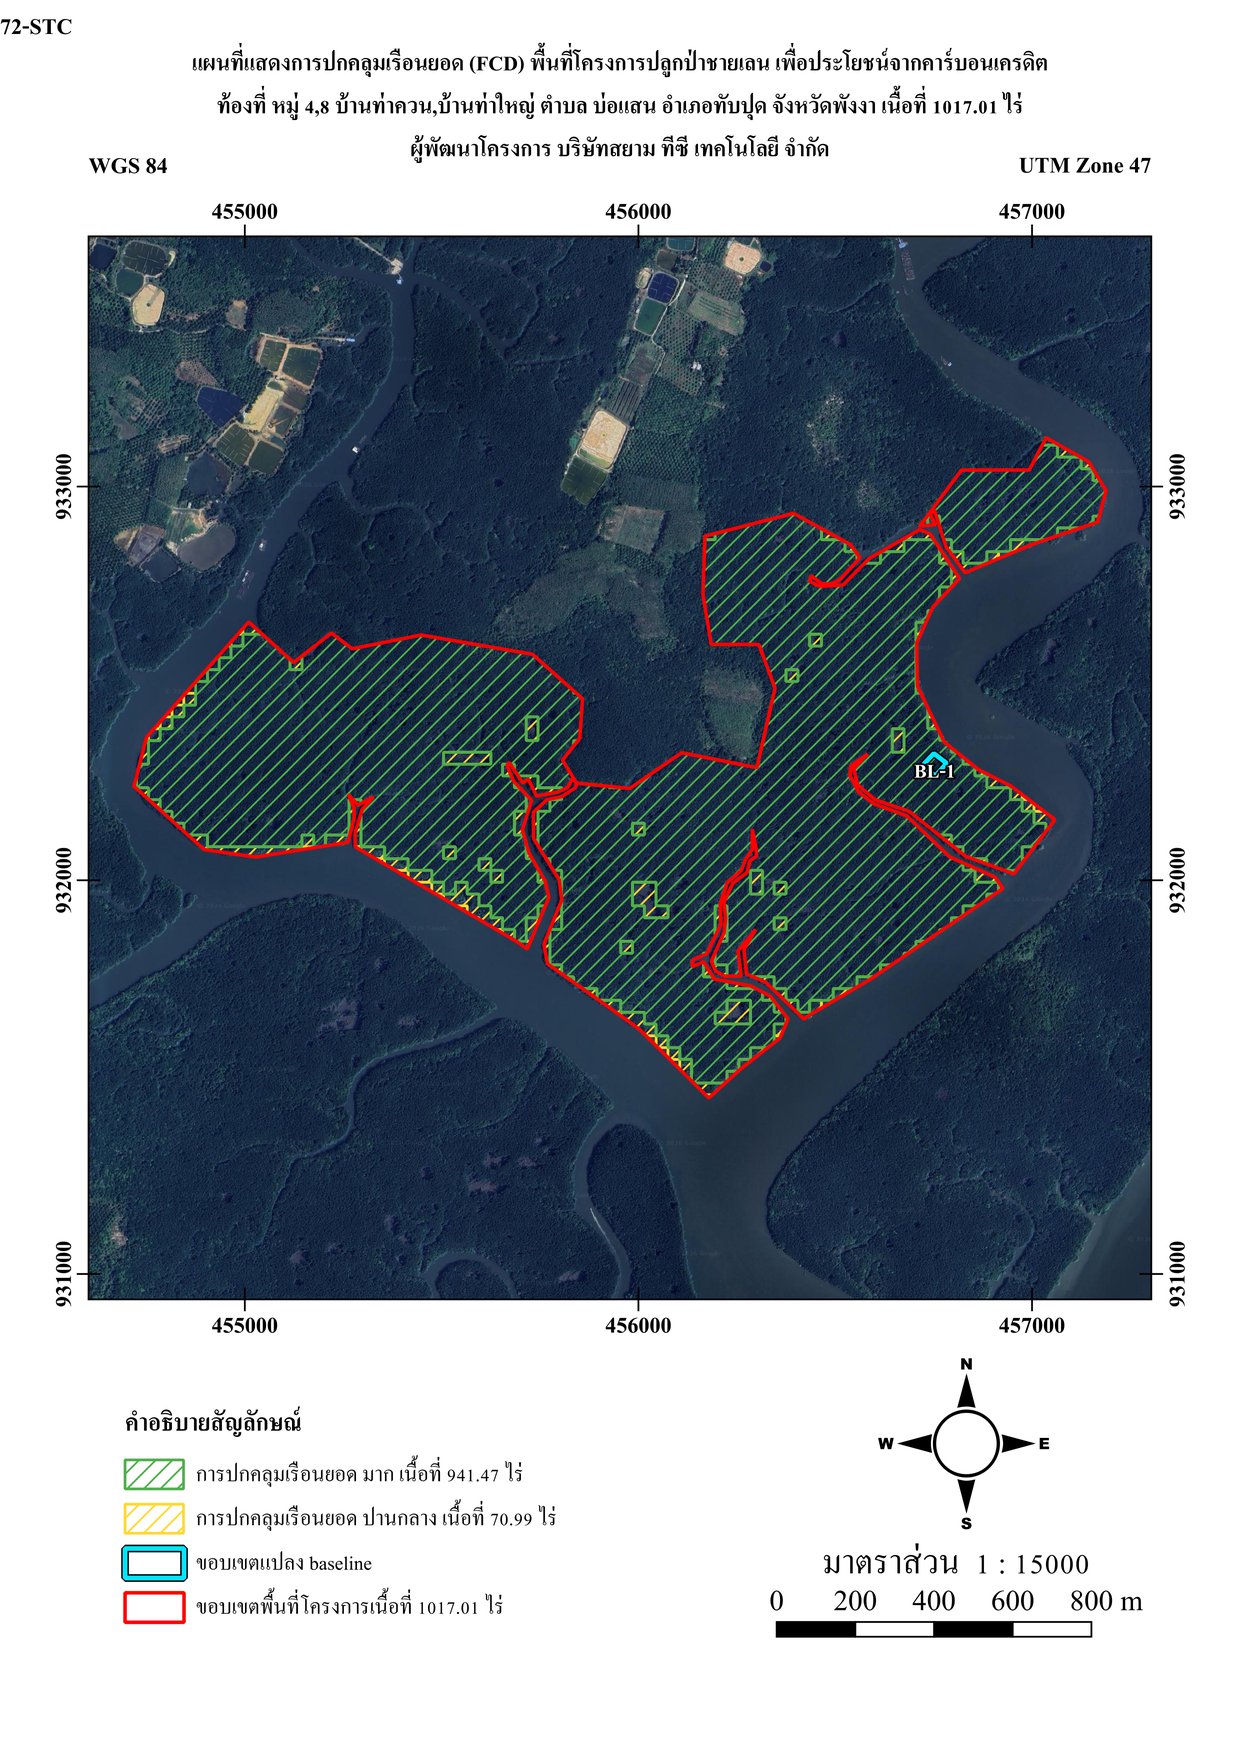 72-STC
แผนที่แสดงการปกคลุมเรือนยอด (FCD) พื้นที่โครงการปลูกป่าชายเลน เพื่อประโยชน์จากคาร์บอนเครดิต
ท้องที่ หมู่ 4,8 บ้านท่าควน,บ้านท่าใหญ่ ตำบล บ่อแสน อำเภอทับปุด จังหวัดพังงา เนื้อที่ 1017.01 ไร่
ผู้พัฒนาโครงการ บริษัทสยาม ทีซี เทคโนโลยี จำกัด
WGS 84
UTM Zone 47
455000 456000 457000
933000 933000
BL-1
932000 932000
931000 931000
455000 456000 457000
คำอธิบายสัญลักษณ์
การปกคลุมเรือนยอด มาก เนื้อที่ 941.47 ไร่
การปกคลุมเรือนยอด ปานกลาง เนื้อที่ 70.99 ไร่
ขอบเขตแปลง baseline
ขอบเขตพื้นที่โครงการเนื้อที่ 1017.01 ไร่
N
W E
S
มาตราส่วน 1 : 15000
0 200 400 600 800 m